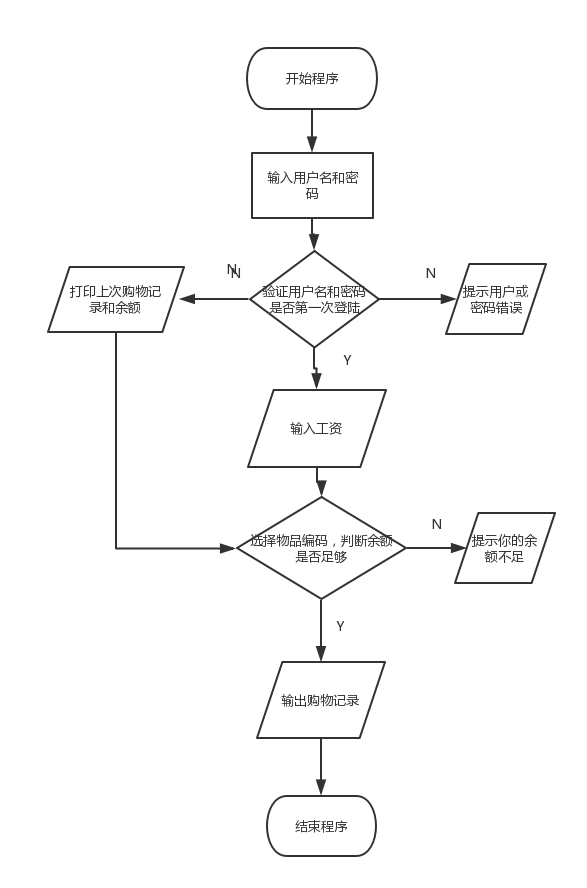 开始程序
输入用户名和密
码
N
N
N
打印上次购物记
录和余额
验证用户名和密码
是否第一次登陆
提示用户或
密码错误
Y
输入工资
N
选择物品编码，判断余额
是否足够
提示你的余
额不足
Y
输出购物记录
结束程序